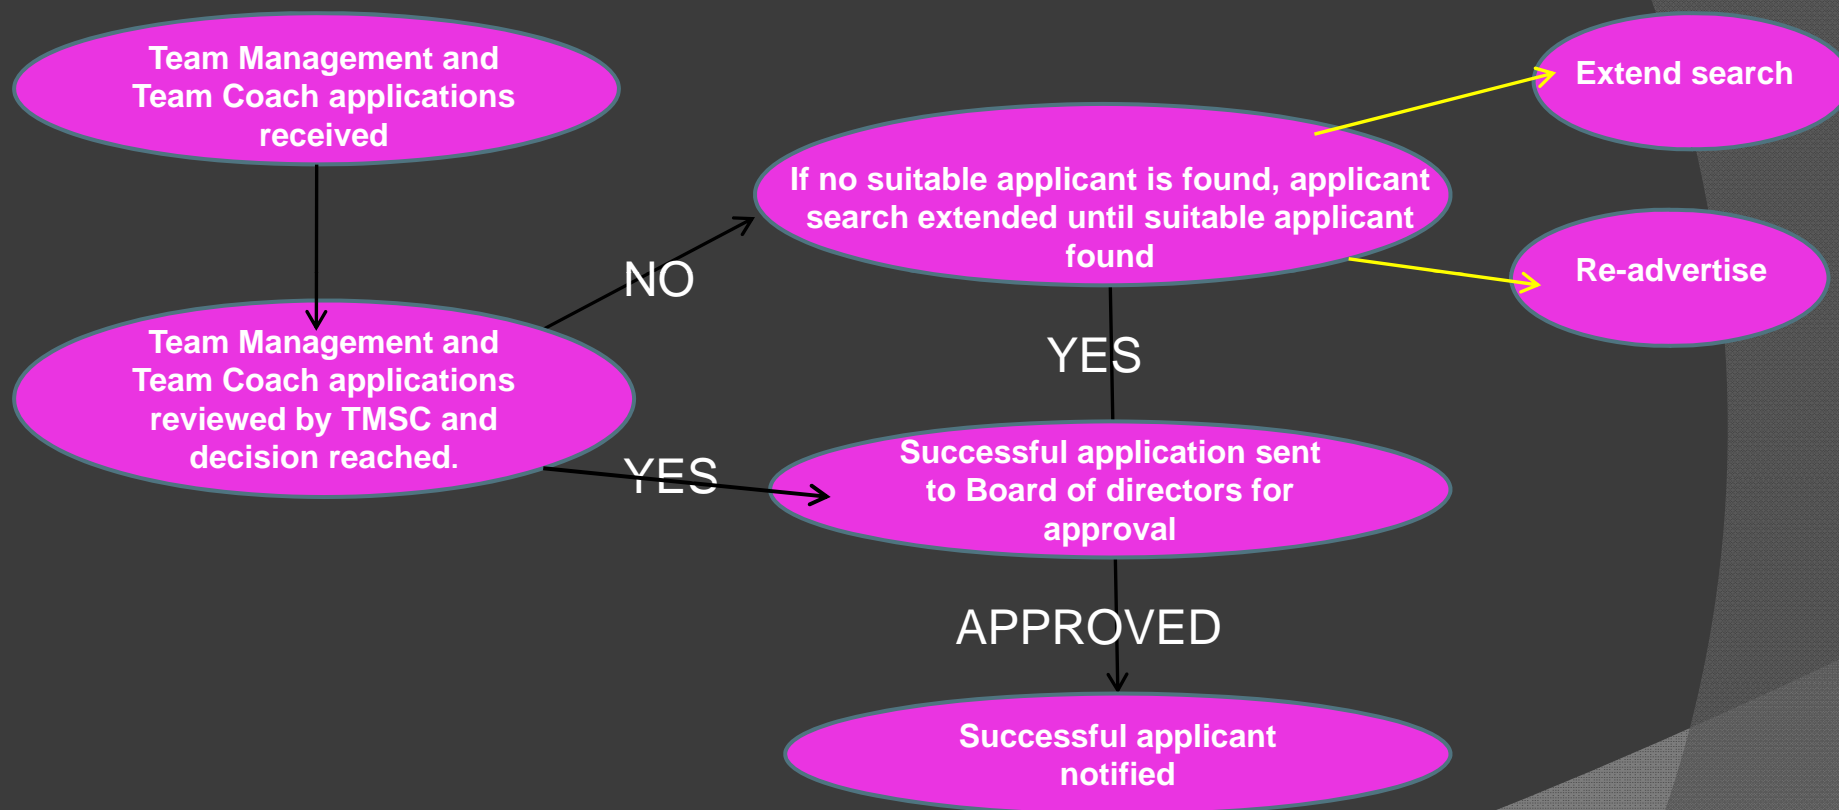 Team Management and
Team Coach applications
received
Team Management and
Team Coach applications
reviewed by TMSC and
decision reached.
NO
YES
If no suitable applicant is found, applicant
search extended until suitable applicant
found
Extend search
Re-advertise
YES
Successful application sent
to Board of directors for
approval
APPROVED
Successful applicant
notified